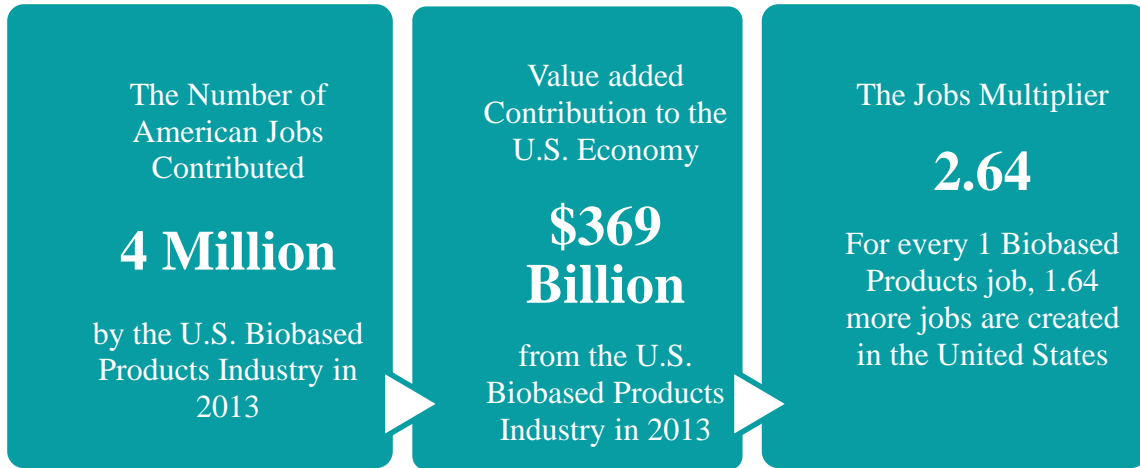 The Number of
American Jobs
Contributed
4 Million
by the U.S. Biobased
Products Industry in
2013
Value added
Contribution to the
U.S. Economy
$369
Billion
from the U.S.
Biobased Products
Industry in 2013
The Jobs Multiplier
2.64
For every 1 Biobased
Products job, 1.64
more jobs are created
in the United States